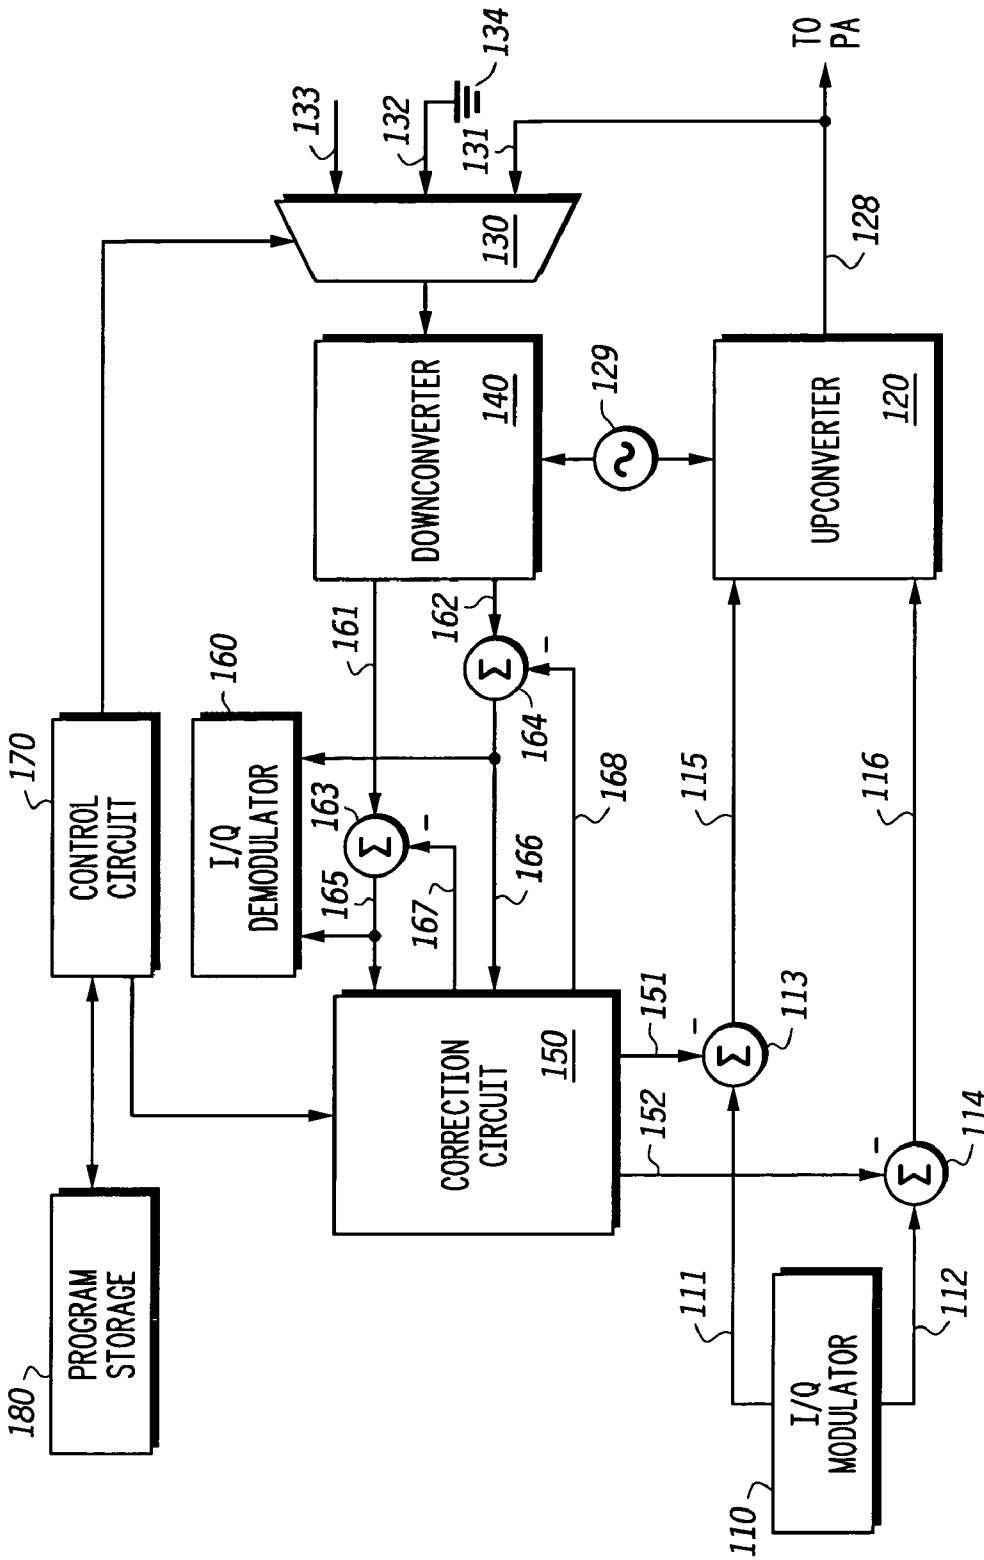 180
PROGRAM
STORAGE
170
CONTROL
CIRCUIT
160
I/Q
DEMODULATOR
133
132
134
131
130
161
162
163
Σ
-
164
Σ
-
165
166
167
168
DOWNCONVERTER
140
CORRECTION
CIRCUIT
150
129
~
151
152
111
113
Σ
-
115
110
I/Q
MODULATOR
112
114
Σ
-
116
UPCONVERTER
120
128
TO
PA